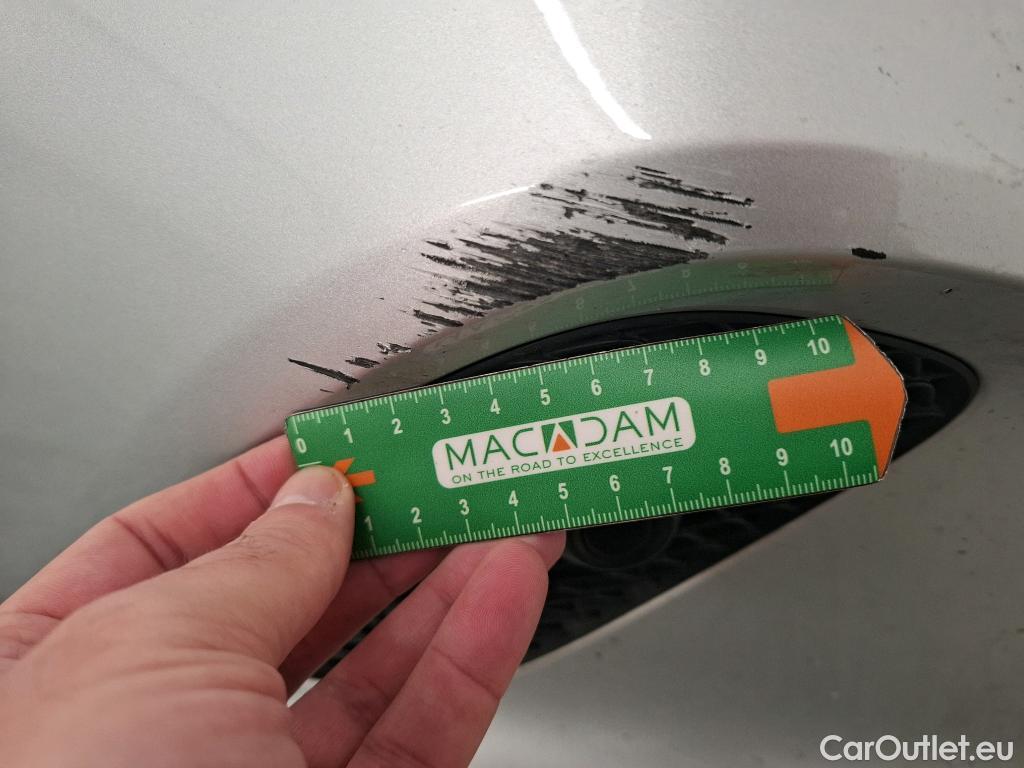 0 1 2 3 4 5 6 7 8 9 10
MACADAM
ON THE ROAD TO EXCELLENCE
1 2 3 4 5 6 7 8 9 10
CarOutlet.eu